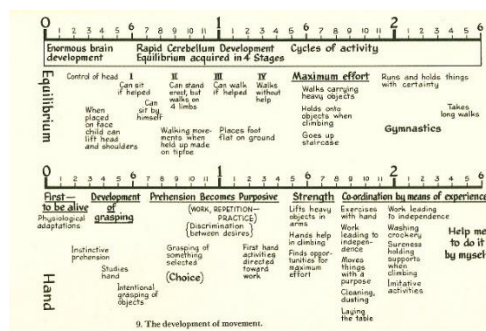 0 1 2 3 4 5 6 7 8 9 10 11 1 1 2 3 4 5 6 7 8 9 10 11 2 1 2 3 4 5 6
Enormous brain
development
Rapid Cerebellum Development
Equilibrium acquired in 4 Stages
Cycles of activity
Equilibrium
Control of head
When
placed
on face
child can
lift head
and shoulders
I
Can sit
if helped
Can
sit by
himself
II
Can stand
erect, but
walks on
4 limbs
Walking move-
ments when
held up made
on tiptoe
III
Can walk
if helped
Places foot
flat on ground
IV
Walks
without
help
Maximum effort
Walks carrying
heavy objects
Holds onto
objects when
climbing
Goes up
staircase
Runs and holds things
with certainty
Gymnastics
Takes
long walks
0 1 2 3 4 5 6 7 8 9 10 11 1 1 2 3 4 5 6 7 8 9 10 11 2 1 2 3 4 5 6
Hand
First—
to be alive
Physiological
adaptations
Instinctive
prehension
Development
of
grasping
Studies
hand
Intentional
grasping of
objects
Prehension Becomes Purposive
(WORK, REPETITION—
PRACTICE)
(Discrimination
between desires)
Grasping of
something
selected
(Choice)
First hand
activities
directed
toward
work
Strength
Lifts heavy
objects in
arms
Hands help
in climbing
Finds oppor-
tunities for
maximum
effort
Co-ordination by means of experience
Exercises
with hand
Work
leading to
indepen-
dence
Moves
things with
a purpose
Cleaning,
dusting
Laying
the table
Work leading
to independence
Washing
crockery
Sureness
holding
supports
when
climbing
Imitative
activities
Help me
to do it
by mysel
9. The development of movement.